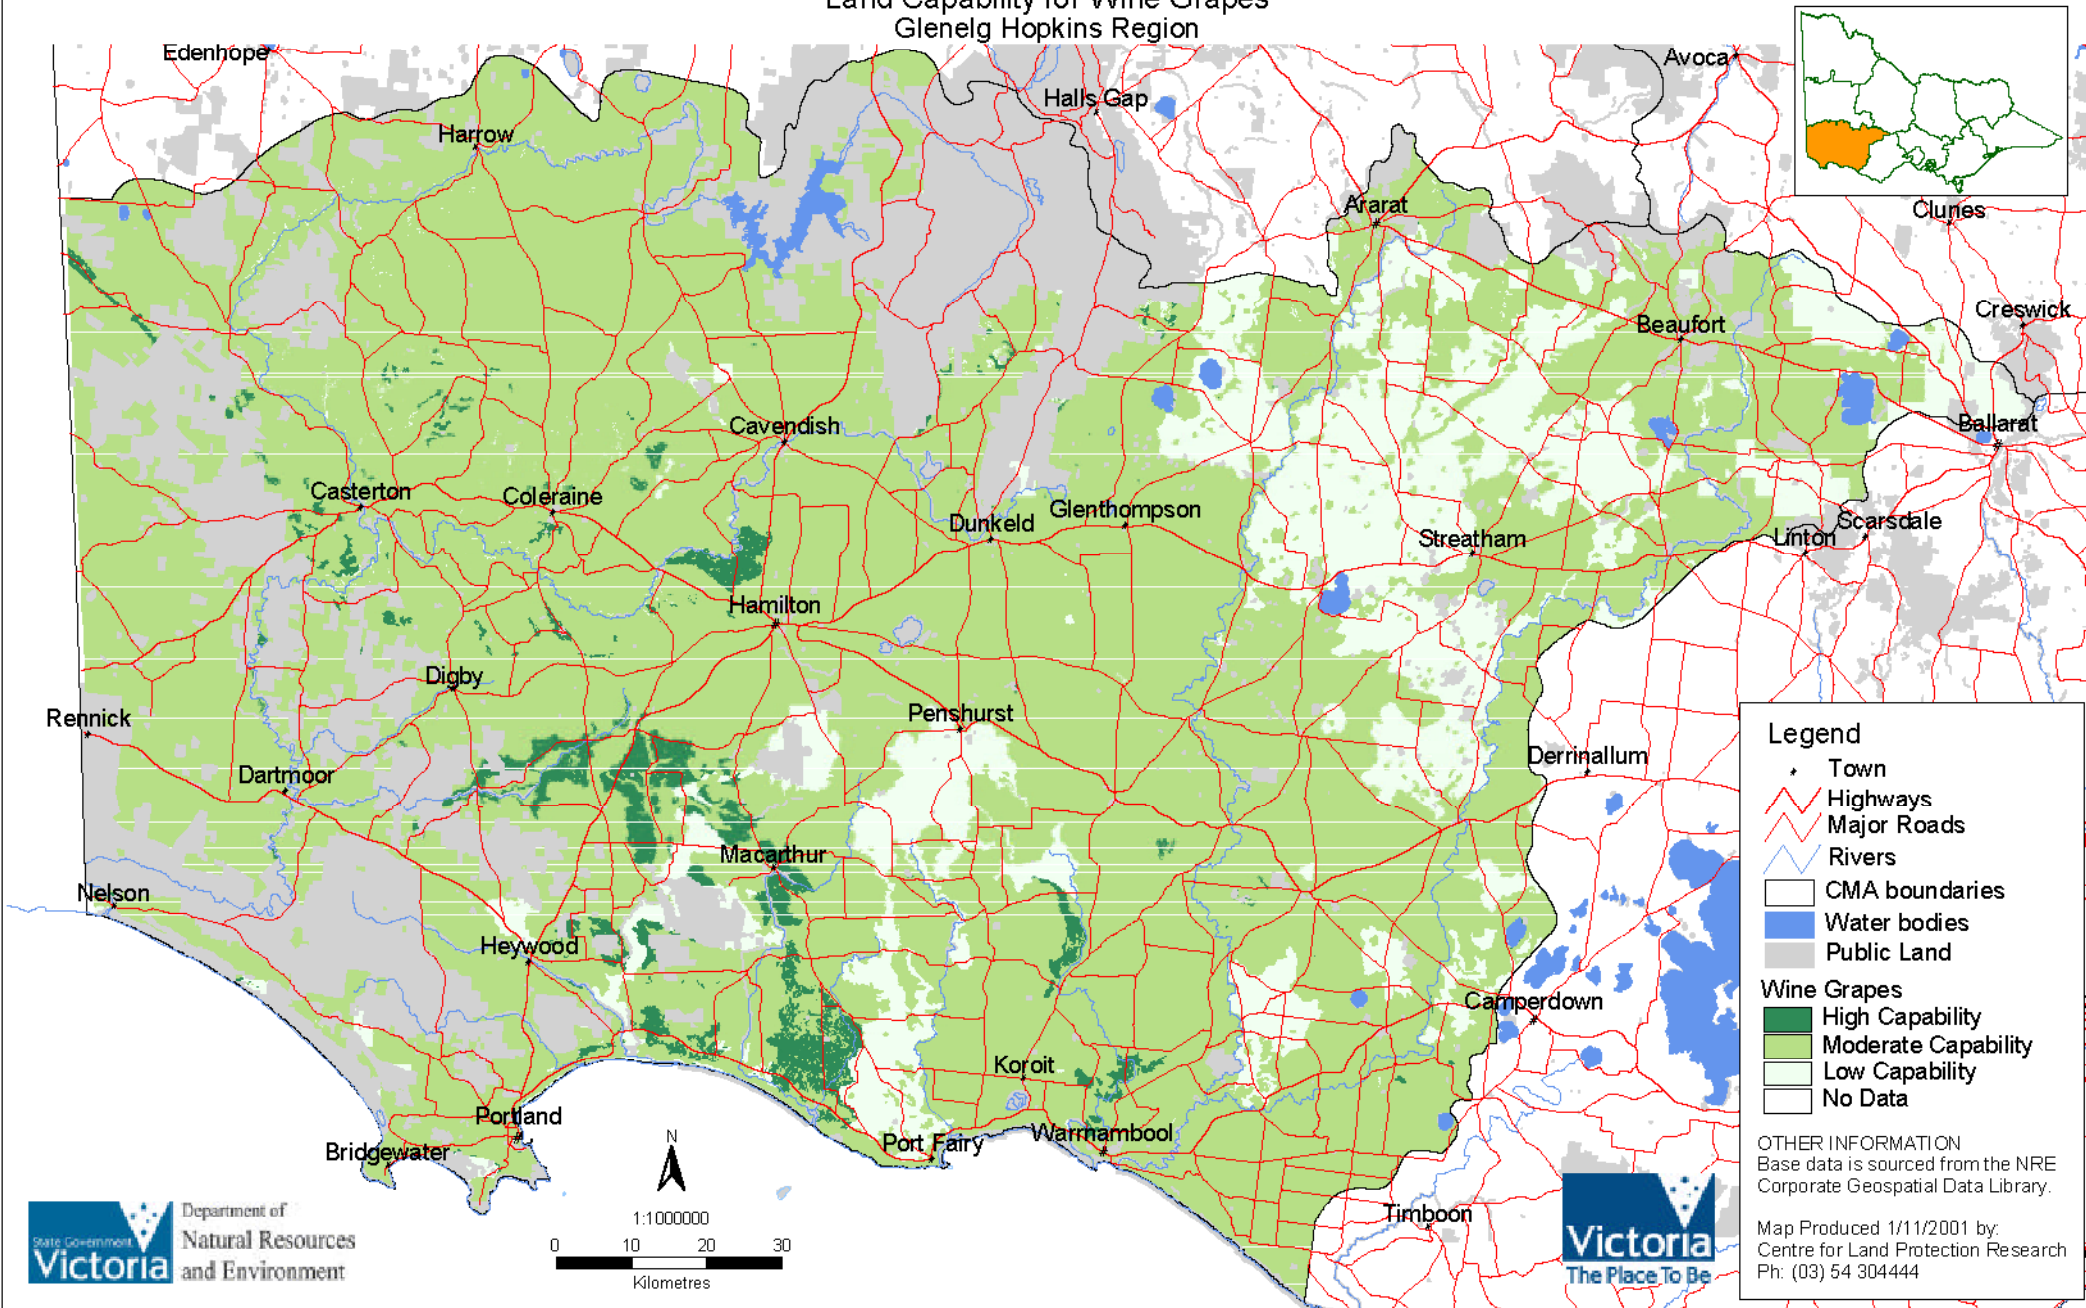 Land Capability for Wine Grapes
Glenelg Hopkins Region
Edenhope
Avoca
Halls Gap
Harrow
Ararat
Clunes
Creswick
Beaufort
Cavendish
Ballarat
Casterton
Coleraine
Glenthompson
Dunkeld
Scarsdale
Streatham
Linton
Hamilton
Digby
Rennick
Penshurst
Derrinallum
Dartmoor
Macarthur
Nelson
Heywood
Camperdown
Koroit
Portland
Port Fairy
Warrnambool
Bridgewater
Timboon
Legend
Town
Highways
Major Roads
Rivers
CMA boundaries
Water bodies
Public Land
Wine Grapes
High Capability
Moderate Capability
Low Capability
No Data
OTHER INFORMATION
Base data is sourced from the NRE
Corporate Geospatial Data Library.
Map Produced 1/11/2001 by:
Centre for Land Protection Research
Ph: (03) 54 304444
State Government
Victoria
Department of
Natural Resources
and Environment
N
1:1000000
0 10 20 30
Kilometres
Victoria
The Place To Be